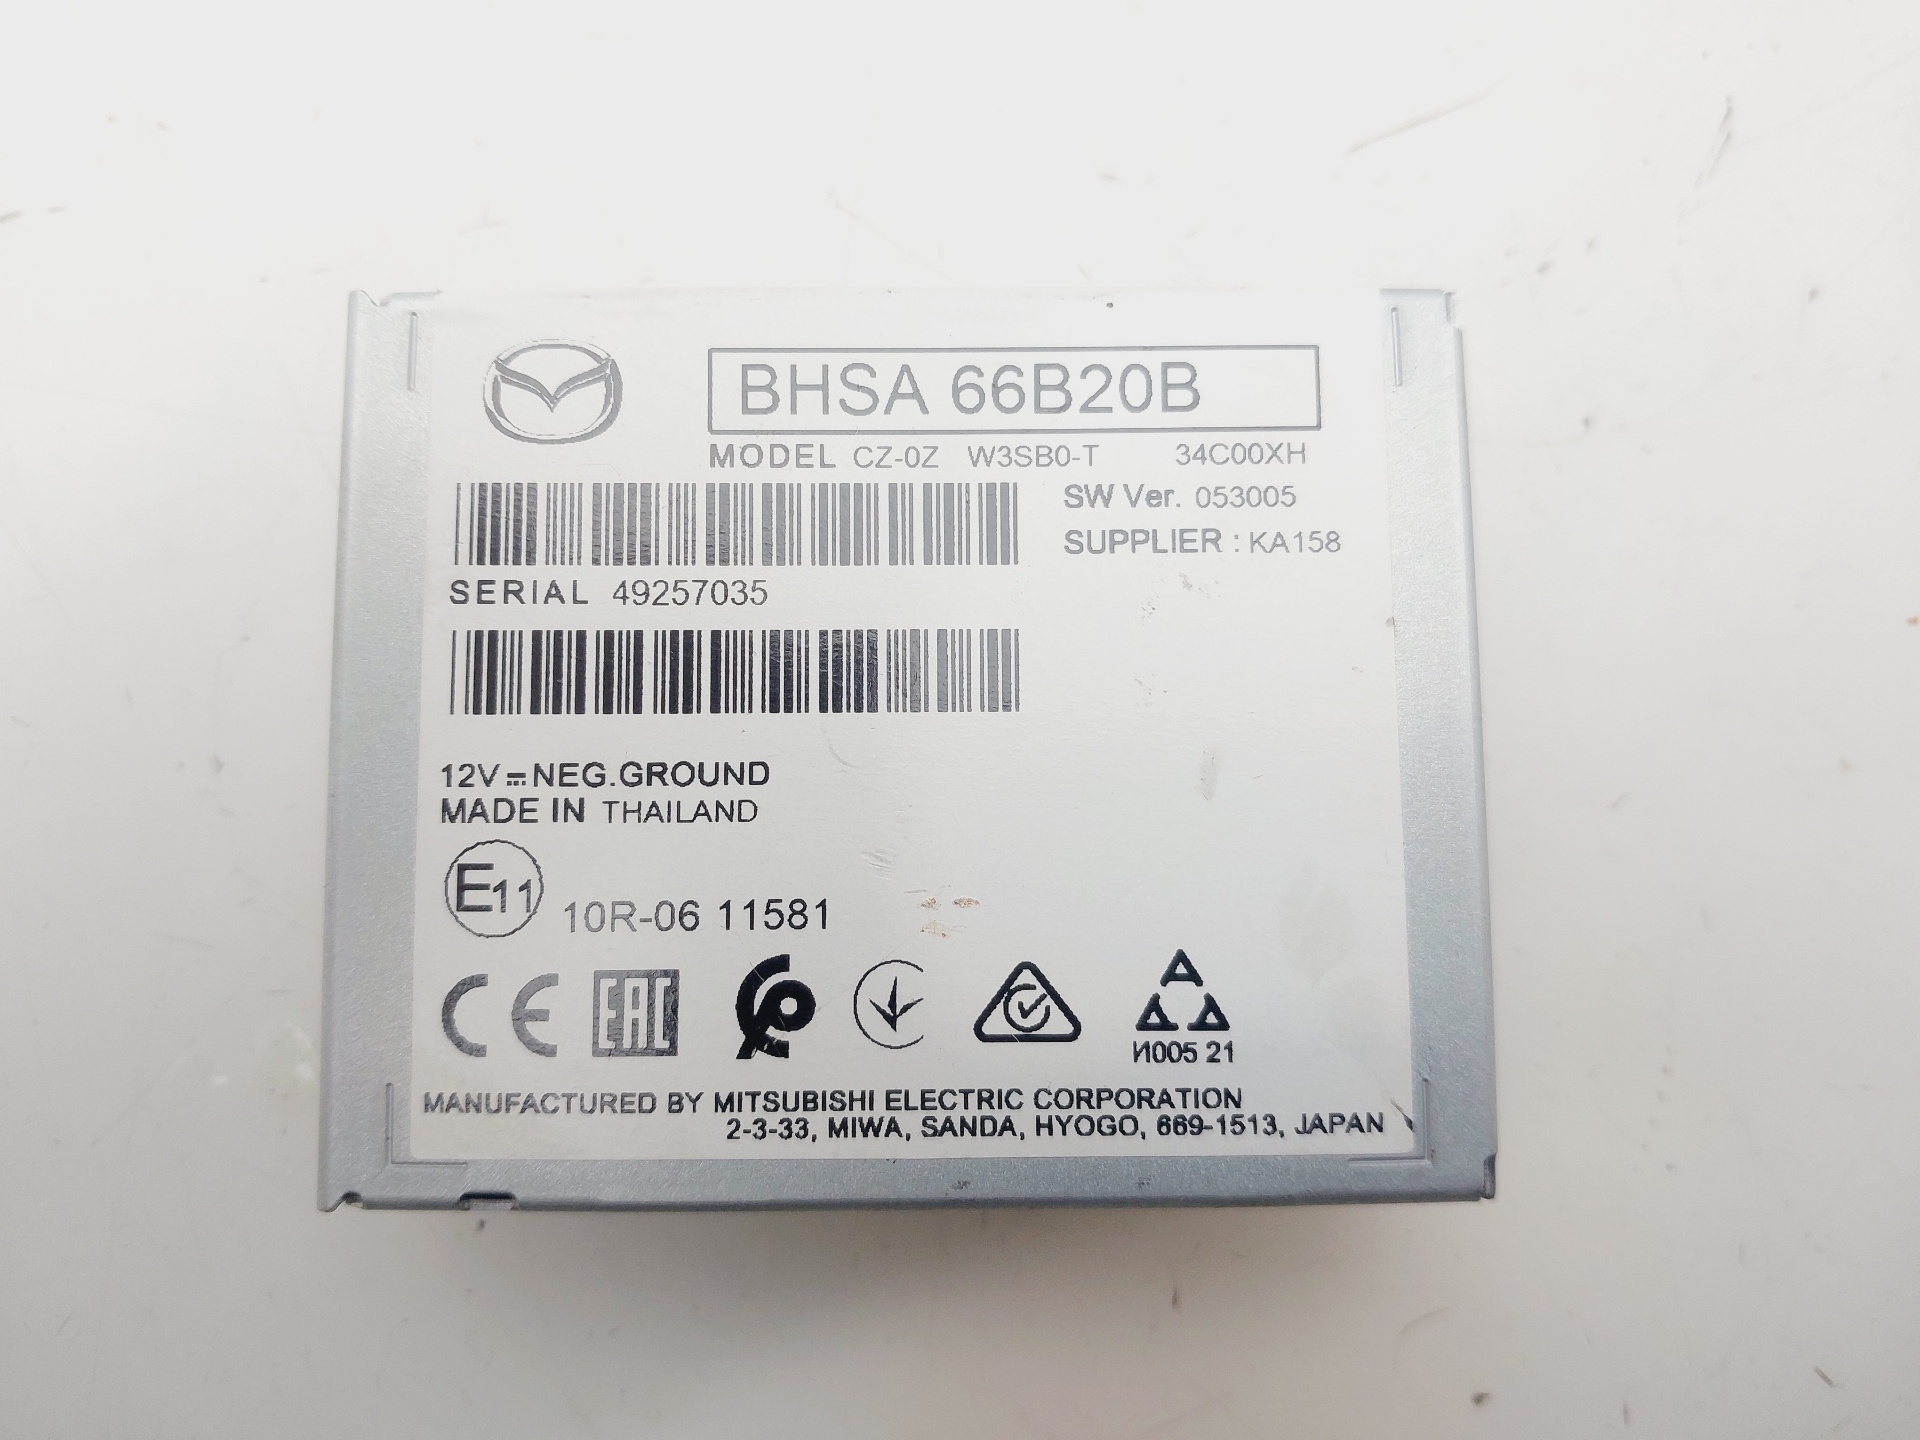 BHSA 66B20B
MODEL CZ-0Z W3SB0-T 34C00XH
SW Ver. 053005
SUPPLIER : KA158
SERIAL 49257035
12V⎓NEG.GROUND
MADE IN THAILAND
E11 10R-06 11581
CE EAC
И005 21
MANUFACTURED BY MITSUBISHI ELECTRIC CORPORATION
2-3-33, MIWA, SANDA, HYOGO, 669-1513, JAPAN